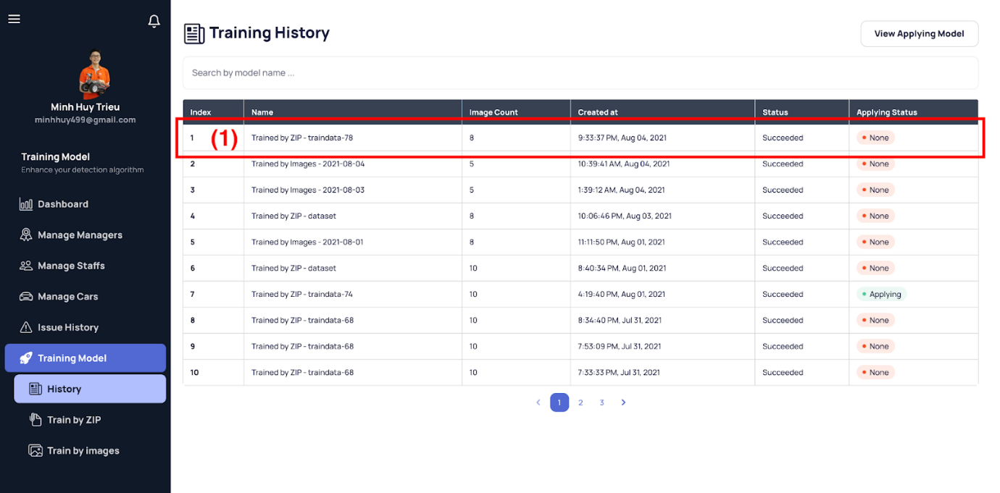 Minh Huy Trieu
minhhuy499@gmail.com
Training Model
Enhance your detection algorithm
Dashboard
Manage Managers
Manage Staffs
Manage Cars
Issue History
Training Model
History
Train by ZIP
Train by images
Training History
View Applying Model
Search by model name ...
Index Name Image Count Created at Status Applying Status
1 (1) Trained by ZIP - traindata-78 8 9:33:37 PM, Aug 04, 2021 Succeeded None
2 Trained by Images - 2021-08-04 5 10:39:41 AM, Aug 04, 2021 Succeeded None
3 Trained by Images - 2021-08-03 5 1:39:12 AM, Aug 04, 2021 Succeeded None
4 Trained by ZIP - dataset 8 10:06:46 PM, Aug 03, 2021 Succeeded None
5 Trained by Images - 2021-08-01 8 11:11:50 PM, Aug 01, 2021 Succeeded None
6 Trained by ZIP - dataset 10 8:40:34 PM, Aug 01, 2021 Succeeded None
7 Trained by ZIP - traindata-74 10 4:19:40 PM, Aug 01, 2021 Succeeded Applying
8 Trained by ZIP - traindata-68 10 8:34:40 PM, Jul 31, 2021 Succeeded None
9 Trained by ZIP - traindata-68 10 7:53:09 PM, Jul 31, 2021 Succeeded None
10 Trained by ZIP - traindata-68 10 7:33:33 PM, Jul 31, 2021 Succeeded None
1 2 3